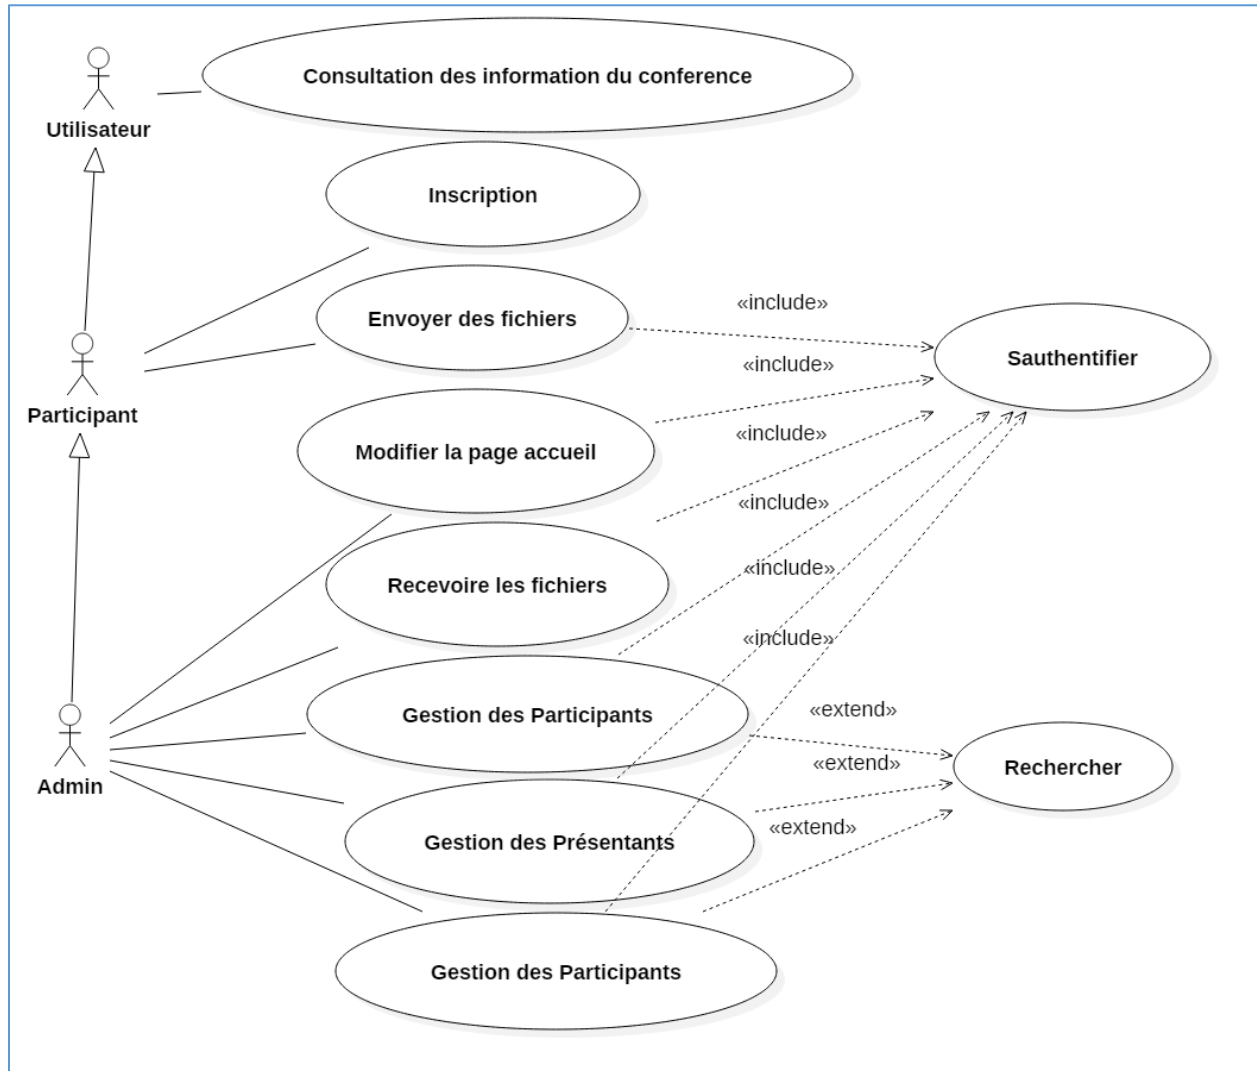 Consultation des information du conference
Utilisateur
Inscription
«include»
Envoyer des fichiers
Sauthentifier
«include»
Participant
«include»
Modifier la page accueil
«include»
«include»
Recevoire les fichiers
«include»
«extend»
Gestion des Participants
«extend»
Rechercher
Admin
«extend»
Gestion des Présentants
Gestion des Participants